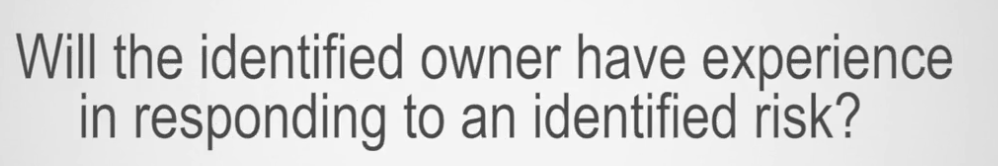 Will the identified owner have experience
in responding to an identified risk?